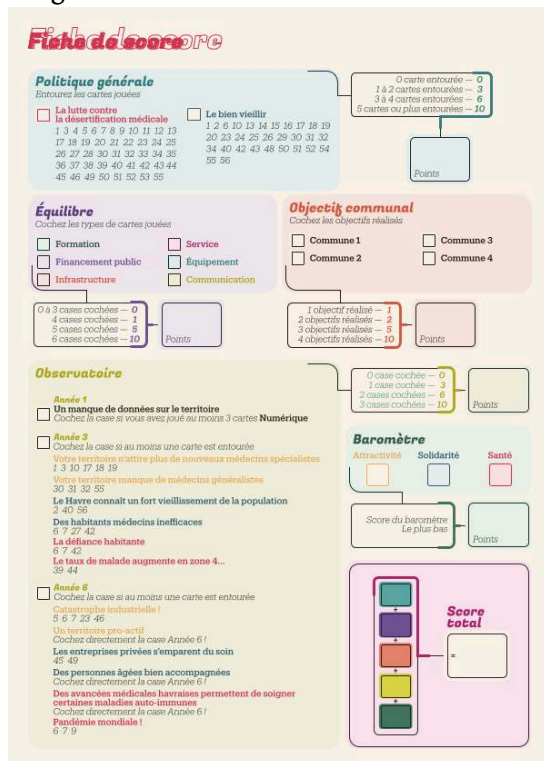 Fiche de score
Politique générale
Entourez les cartes jouées
La lutte contre
la désertification médicale
1 3 4 5 6 7 8 9 10 11 12 13
17 18 19 20 21 22 23 24 25
26 27 28 30 31 32 33 34 35
36 37 38 39 40 41 42 43 44
45 46 49 50 51 52 53 55
Le bien vieillir
1 2 6 10 13 14 15 16 17 18 19
20 23 24 25 26 29 30 31 32
34 40 42 43 48 50 51 52 54
55 56
0 carte entourée — 0
1 à 2 cartes entourées — 3
3 à 4 cartes entourées — 6
5 cartes ou plus entourées — 10
Points
Équilibre
Cochez les types de cartes jouées
Formation
Service
Financement public
Équipement
Infrastructure
Communication
0 à 3 cases cochées — 0
4 cases cochées — 1
5 cases cochées — 5
6 cases cochées — 10
Points
Objectif communal
Cochez les objectifs réalisés
Commune 1
Commune 3
Commune 2
Commune 4
1 objectif réalisé — 1
2 objectifs réalisés — 2
3 objectifs réalisés — 5
4 objectifs réalisés — 10
Points
Observatoire
0 case cochée — 0
1 case cochée — 3
2 cases cochées — 6
3 cases cochées — 10
Points
Année 1
Un manque de données sur le territoire
Cochez la case si vous avez joué au moins 3 cartes Numérique
Année 3
Cochez la case si au moins une carte est entourée
Votre territoire n'attire plus de nouveaux médecins spécialistes
1 3 10 17 18 19
Votre territoire manque de médecins généralistes
30 31 32 55
Le Havre connaît un fort vieillissement de la population
2 40 56
Des habitants médecins inefficaces
6 7 27 42
La défiance habitante
6 7 42
Le taux de malade augmente en zone 4...
39 44
Année 6
Cochez la case si au moins une carte est entourée
Catastrophe industrielle !
5 6 7 23 46
Un territoire pro-actif
Cochez directement la case Année 6 !
Les entreprises privées s'emparent du soin
45 49
Des personnes âgées bien accompagnées
Cochez directement la case Année 6 !
Des avancées médicales havraises permettent de soigner
certaines maladies auto-immunes
Cochez directement la case Année 6 !
Pandémie mondiale !
6 7 9
Baromètre
Attractivité
Solidarité
Santé
Score du baromètre
Le plus bas
Points
+
+
+
+
Score
total
=